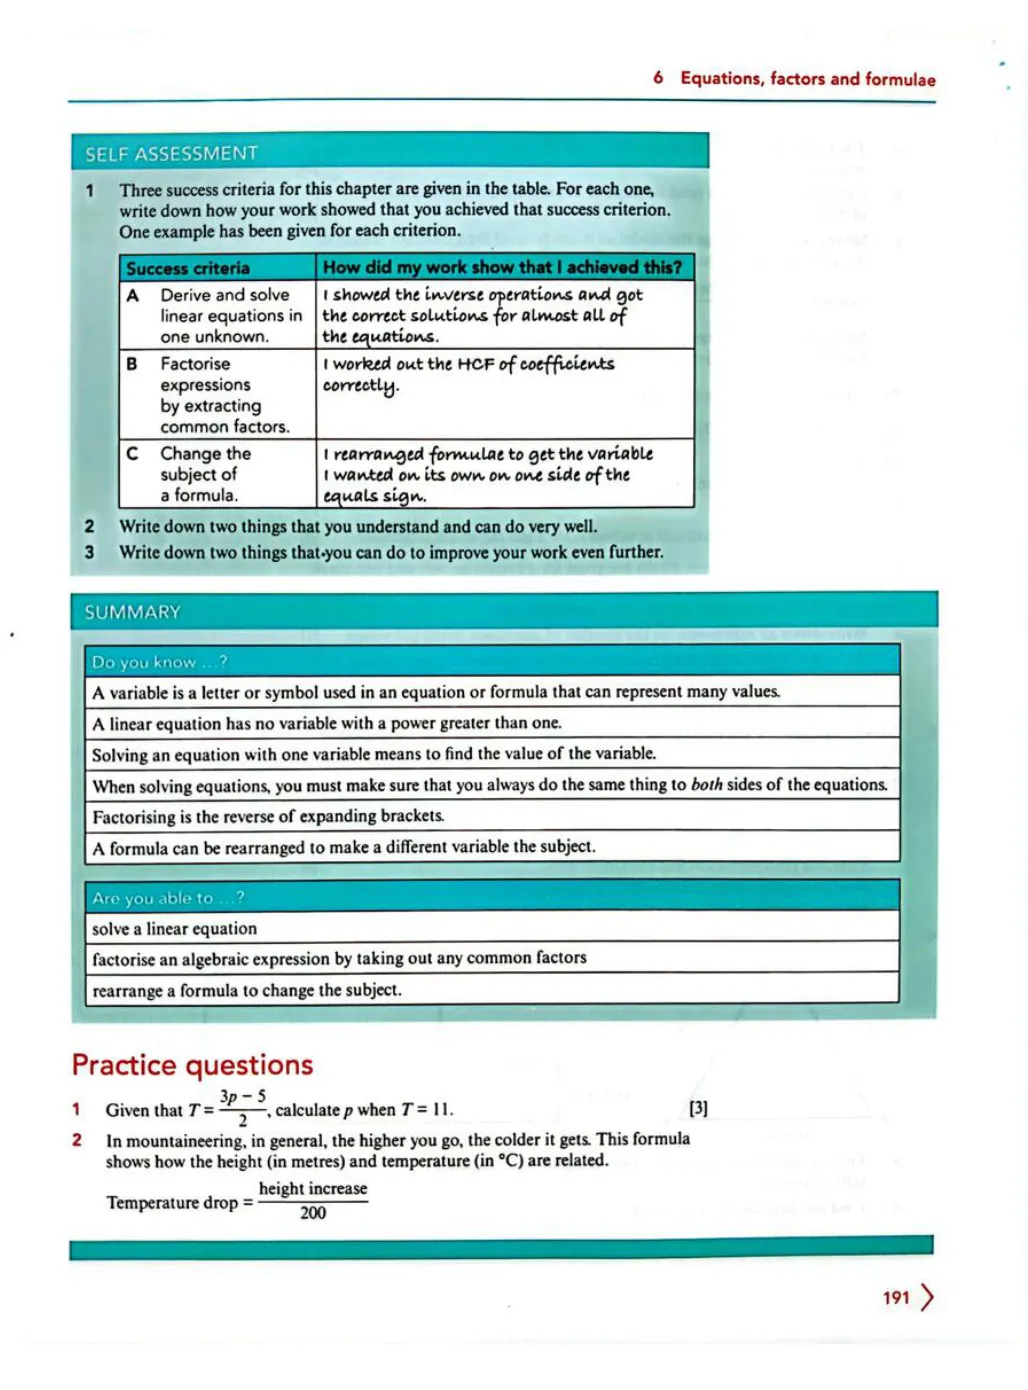 6 Equations, factors and formulae
SELF ASSESSMENT
1 Three success criteria for this chapter are given in the table. For each one,
write down how your work showed that you achieved that success criterion.
One example has been given for each criterion.
Success criteria How did my work show that I achieved this?
A Derive and solve
linear equations in
one unknown.
I showed the inverse operations and got
the correct solutions for almost all of
the equations.
B Factorise
expressions
by extracting
common factors.
I worked out the HCF of coefficients
correctly.
C Change the
subject of
a formula.
I rearranged formulae to get the variable
I wanted on its own on one side of the
equals sign.
2 Write down two things that you understand and can do very well.
3 Write down two things that you can do to improve your work even further.
SUMMARY
Do you know ...?
A variable is a letter or symbol used in an equation or formula that can represent many values.
A linear equation has no variable with a power greater than one.
Solving an equation with one variable means to find the value of the variable.
When solving equations, you must make sure that you always do the same thing to both sides of the equations.
Factorising is the reverse of expanding brackets.
A formula can be rearranged to make a different variable the subject.
Are you able to ...?
solve a linear equation
factorise an algebraic expression by taking out any common factors
rearrange a formula to change the subject.
Practice questions
1 Given that T = (3p − 5)/2, calculate p when T = 11. [3]
2 In mountaineering, in general, the higher you go, the colder it gets. This formula
shows how the height (in metres) and temperature (in °C) are related.
Temperature drop = height increase/200
191